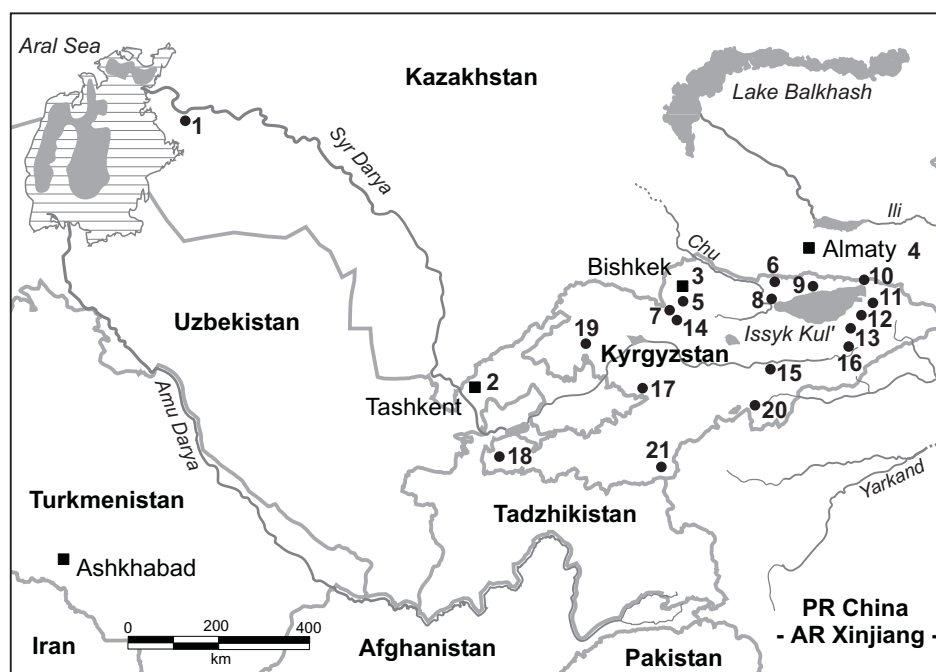 Aral Sea
Kazakhstan
Lake Balkhash
1
Syr Darya
Ili
Chu
Almaty 4
Bishkek
3
6
9
10
5
8
11
7
14
12
Uzbekistan
Issyk Kul'
13
19
Kyrgyzstan
16
15
2
17
Tashkent
20
Amu Darya
18
21
Yarkand
Turkmenistan
Tadzhikistan
Ashkhabad
PR China
- AR Xinjiang -
0 200 400
km
Iran
Afghanistan
Pakistan